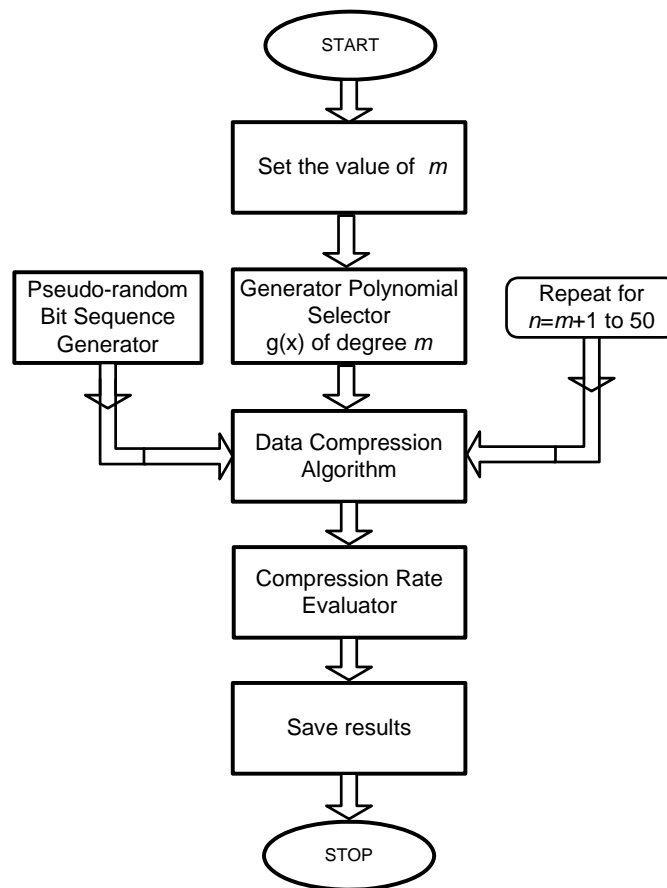 START
Set the value of m
Pseudo-random
Bit Sequence
Generator
Generator Polynomial
Selector
g(x) of degree m
Repeat for
n=m+1 to 50
Data Compression
Algorithm
Compression Rate
Evaluator
Save results
STOP